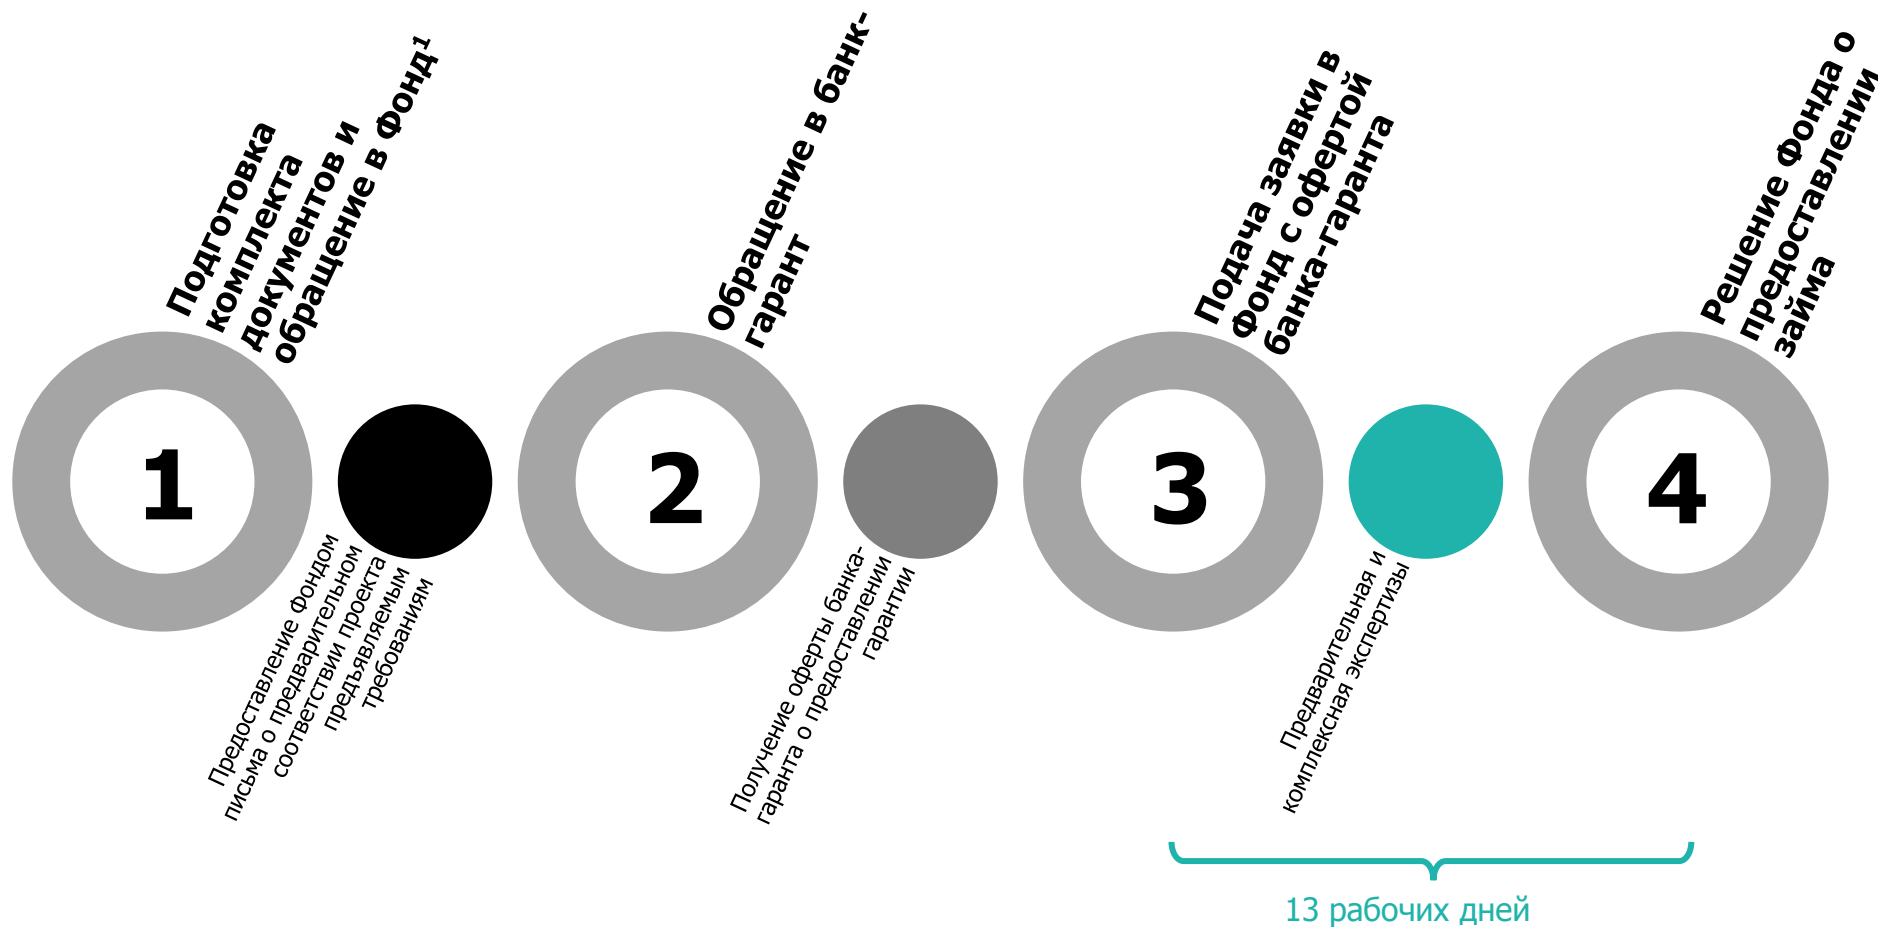 Подготовка
комплекта
документов и
обращение в Фонд¹
1
Предоставление Фондом
письма о предварительном
соответствии проекта
предъявляемым
требованиям
Обращение в банк-
гарант
2
Получение оферты банка-
гаранта о предоставлении
гарантии
Подача заявки в
Фонд с офертой
банка-гаранта
3
Предварительная и
комплексная экспертизы
Решение Фонда о
предоставлении
займа
4
13 рабочих дней